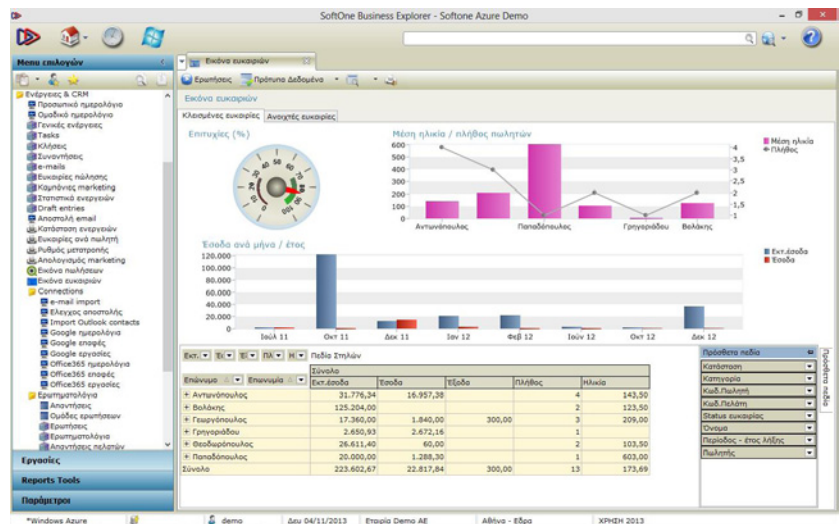 SoftOne Business Explorer - Softone Azure Demo
Menu επιλογών
Εικόνα ευκαιριών
Ερωτήσεις Πρότυπα Δεδομένα
Ενέργειες & CRM
Προσωπικό ημερολόγιο
Ομαδικό ημερολόγιο
Γενικές ενέργειες
Tasks
Κλήσεις
Συναντήσεις
e-mails
Ευκαιρίες πώλησης
Καμπάνιες marketing
Στατιστικά ενεργειών
Draft entries
Αποστολή email
Κατάσταση ενεργειών
Ευκαιρίες ανά πωλητή
Ρυθμός μετατροπής
Απολογισμός marketing
Εικόνα πωλήσεων
Εικόνα ευκαιριών
Connections
e-mail import
Έλεγχος αποστολής
Import Outlook contacts
Google ημερολόγιο
Google επαφές
Google εργασίες
Office365 ημερολόγιο
Office365 επαφές
Office365 εργασίες
Ερωτηματολόγιο
Απαντήσεις
Ομάδες ερωτήσεων
Ερωτήσεις
Ερωτηματολόγιο
Απαντήσεις πελατών
Εργασίες
Reports Tools
Παράμετροι
Εικόνα ευκαιριών
Κλεισμένες ευκαιρίες Ανοιχτές ευκαιρίες
Επιτυχίες (%)
Μέση ηλικία / πλήθος πωλητών
600
500
400
300
200
100
0
4
3,5
3
2,5
2
1,5
1
Αντωνόπουλος Παπαδόπουλος Γρηγοριάδου Βολάκης
Μέση ηλικία
Πλήθος
Έσοδα ανά μήνα / έτος
120.000
100.000
80.000
60.000
40.000
20.000
0
Ιούλ 11 Οκτ 11 Δεκ 11 Ιαν 12 Φεβ 12 Ιούν 12 Οκτ 12 Δεκ 12
Εκτ.έσοδα
Έσοδα
Εκτ. Έι Έξ Πλ Η Πεδία Στηλών
Σύνολο
Επώνυμο Επωνυμία Εκτ.έσοδα Έσοδα Έξοδα Πλήθος Ηλικία
+ Αντωνόπουλος 31.776,34 16.957,38 4 143,50
+ Βολάκης 125.204,00 2 123,50
+ Γεωργόπουλος 17.360,00 1.840,00 300,00 3 209,00
+ Γρηγοριάδου 2.650,93 2.672,16 1
+ Θεοδωρόπουλος 26.611,40 60,00 2 103,50
+ Παπαδόπουλος 20.000,00 1.288,30 1 603,00
Σύνολο 223.602,67 22.817,84 300,00 13 173,69
Πρόσθετα πεδία
Κατάσταση
Κατηγορία
Κωδ.Πωλητή
Κωδ.Πελάτη
Status ευκαιρίας
Όνομα
Περίοδος - έτος λήξης
Πωλητής
Πρόσθετα πεδία
*Windows Azure demo Δευ 04/11/2013 Εταιρία Demo AE Αθήνα - Έδρα ΧΡΗΣΗ 2013